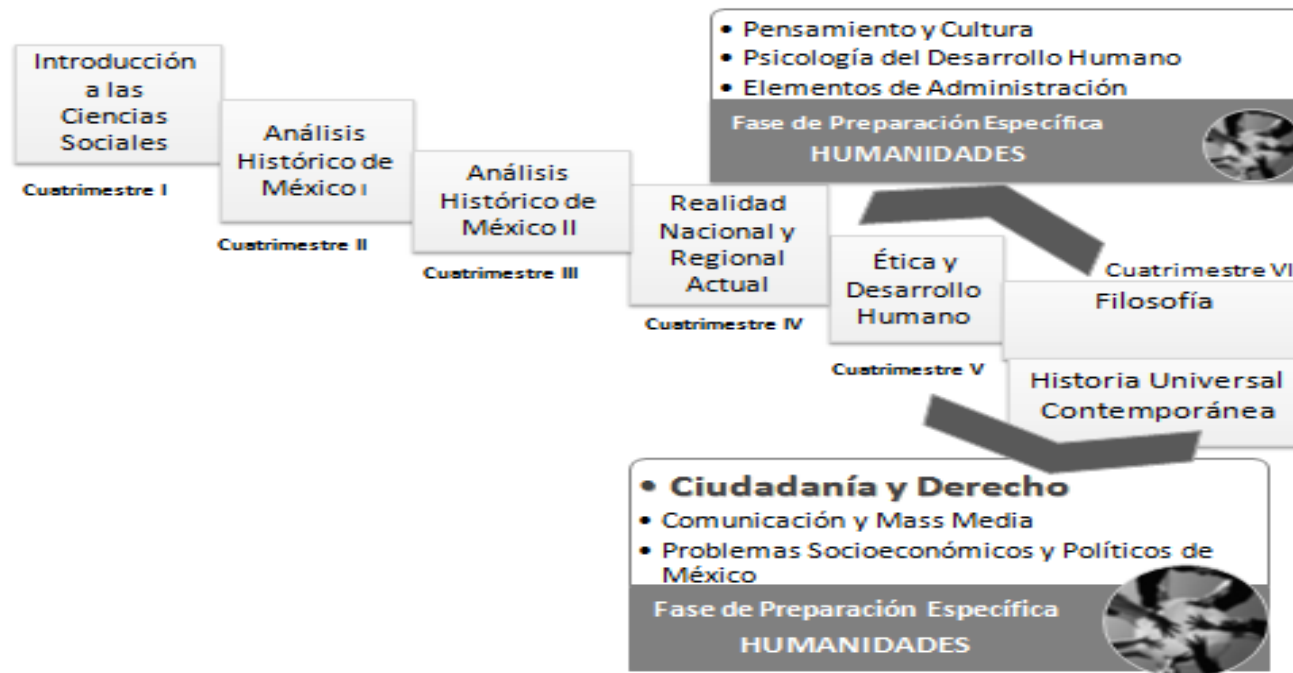 Introducción
a las
Ciencias
Sociales
Cuatrimestre I
Análisis
Histórico de
México I
Cuatrimestre II
Análisis
Histórico de
México II
Cuatrimestre III
Realidad
Nacional y
Regional
Actual
Cuatrimestre IV
Ética y
Desarrollo
Humano
Cuatrimestre V
• Pensamiento y Cultura
• Psicología del Desarrollo Humano
• Elementos de Administración
Fase de Preparación Específica
HUMANIDADES
Cuatrimestre VI
Filosofía
Historia Universal
Contemporánea
• Ciudadanía y Derecho
• Comunicación y Mass Media
• Problemas Socioeconómicos y Políticos de
México
Fase de Preparación Específica
HUMANIDADES